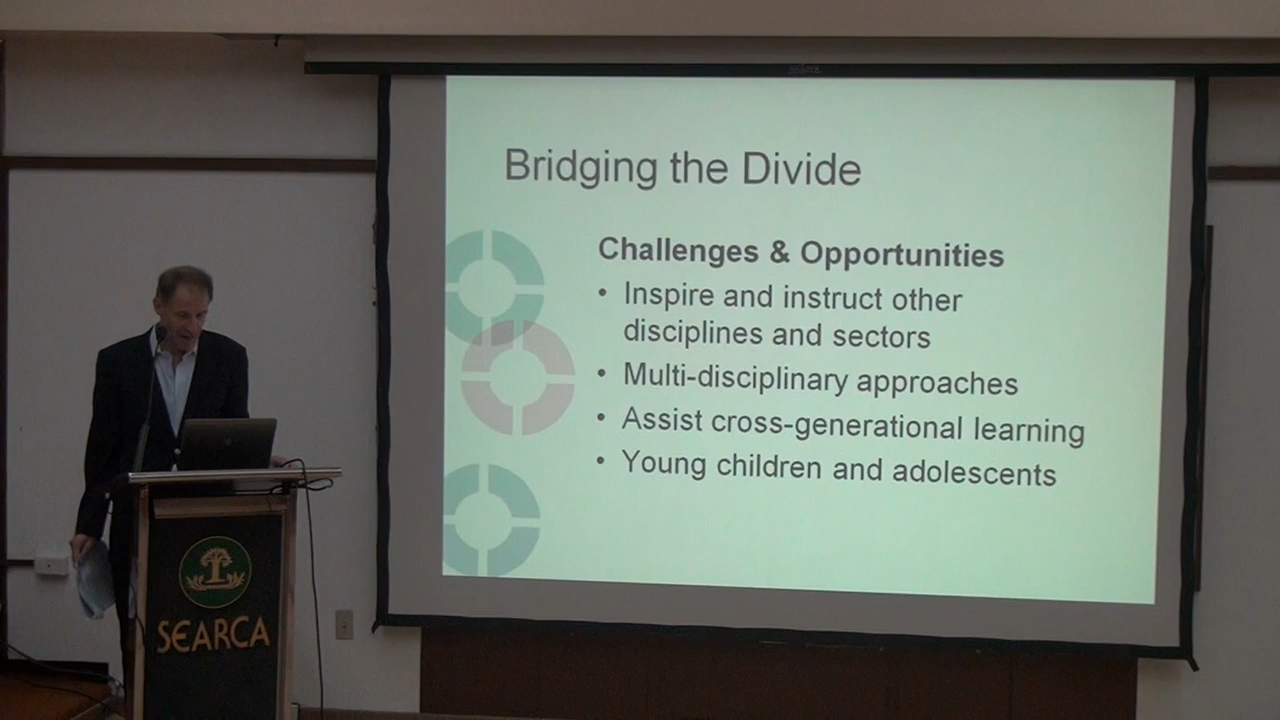 Bridging the Divide
Challenges & Opportunities
• Inspire and instruct other
disciplines and sectors
• Multi-disciplinary approaches
• Assist cross-generational learning
• Young children and adolescents
SEARCA